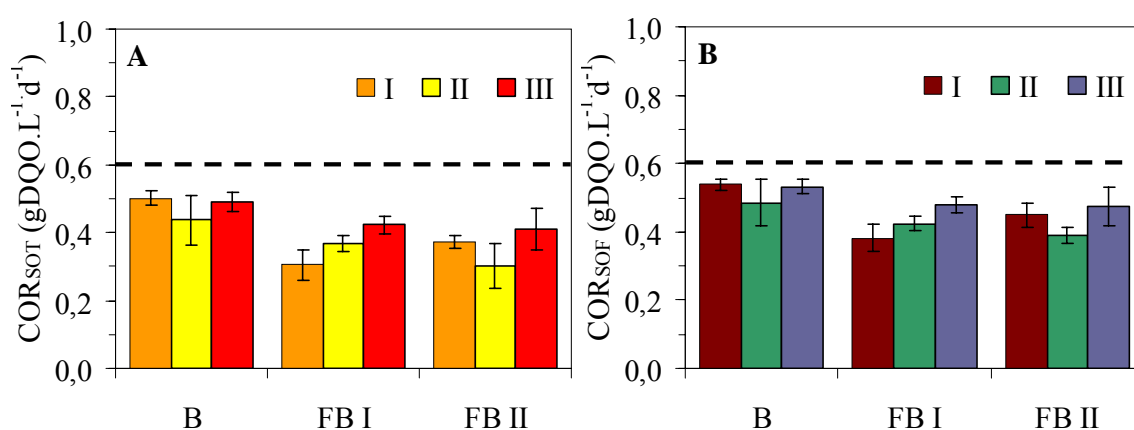 A
COR_SOT (gDQO.L^-1.d^-1)
1,0
0,8
0,6
0,4
0,2
0,0
I II III
B FB I FB II
B
COR_SOF (gDQO.L^-1.d^-1)
1,0
0,8
0,6
0,4
0,2
0,0
I II III
B FB I FB II